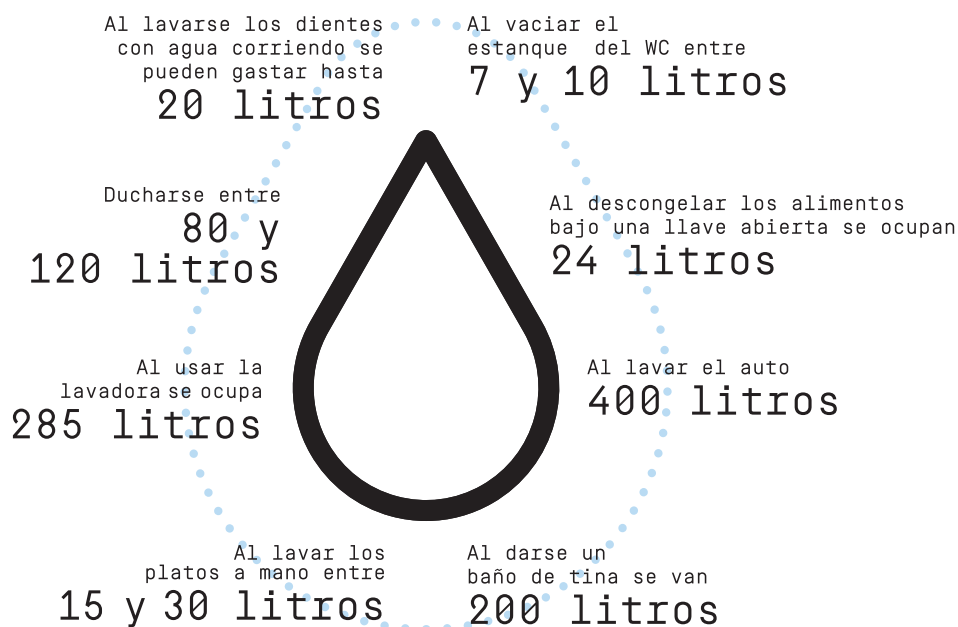 Al lavarse los dientes
con agua corriendo se
pueden gastar hasta
20 litros
Al vaciar el
estanque del WC entre
7 y 10 litros
Ducharse entre
80 y
120 litros
Al descongelar los alimentos
bajo una llave abierta se ocupan
24 litros
Al usar la
lavadora se ocupa
285 litros
Al lavar el auto
400 litros
Al lavar los
platos a mano entre
15 y 30 litros
Al darse un
baño de tina se van
200 litros